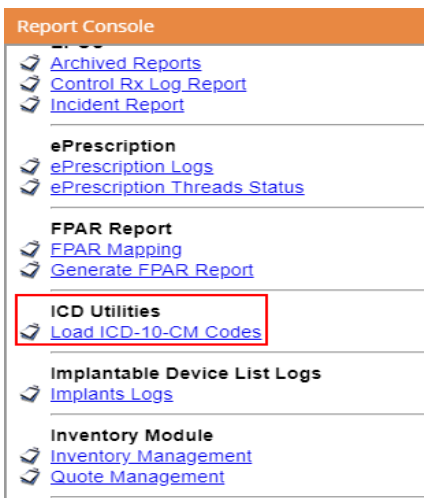 Report Console
Archived Reports
Control Rx Log Report
Incident Report
ePrescription
ePrescription Logs
ePrescription Threads Status
FPAR Report
FPAR Mapping
Generate FPAR Report
ICD Utilities
Load ICD-10-CM Codes
Implantable Device List Logs
Implants Logs
Inventory Module
Inventory Management
Quote Management